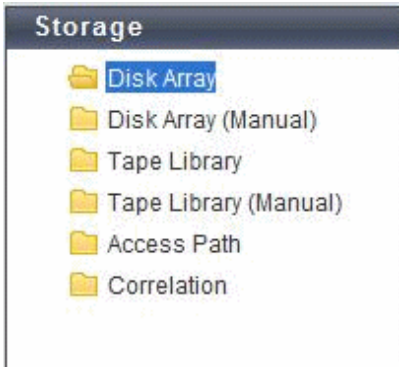 Storage
Disk Array
Disk Array (Manual)
Tape Library
Tape Library (Manual)
Access Path
Correlation